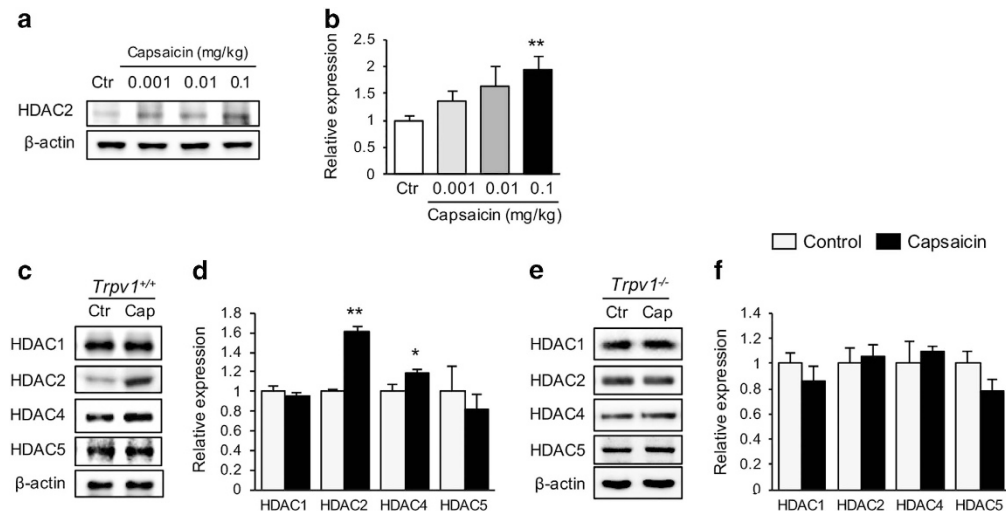 a
Capsaicin (mg/kg)
Ctr 0.001 0.01 0.1
HDAC2
β-actin
b
Relative expression
2.5
2
1.5
1
0.5
0
**
Ctr 0.001 0.01 0.1
Capsaicin (mg/kg)
Control Capsaicin
c
Trpv1+/+
Ctr Cap
HDAC1
HDAC2
HDAC4
HDAC5
β-actin
d
Relative expression
1.8
1.6
1.4
1.2
1
0.8
0.6
0.4
0.2
0
**
*
HDAC1 HDAC2 HDAC4 HDAC5
e
Trpv1-/-
Ctr Cap
HDAC1
HDAC2
HDAC4
HDAC5
β-actin
f
Relative expression
1.4
1.2
1
0.8
0.6
0.4
0.2
0
HDAC1 HDAC2 HDAC4 HDAC5